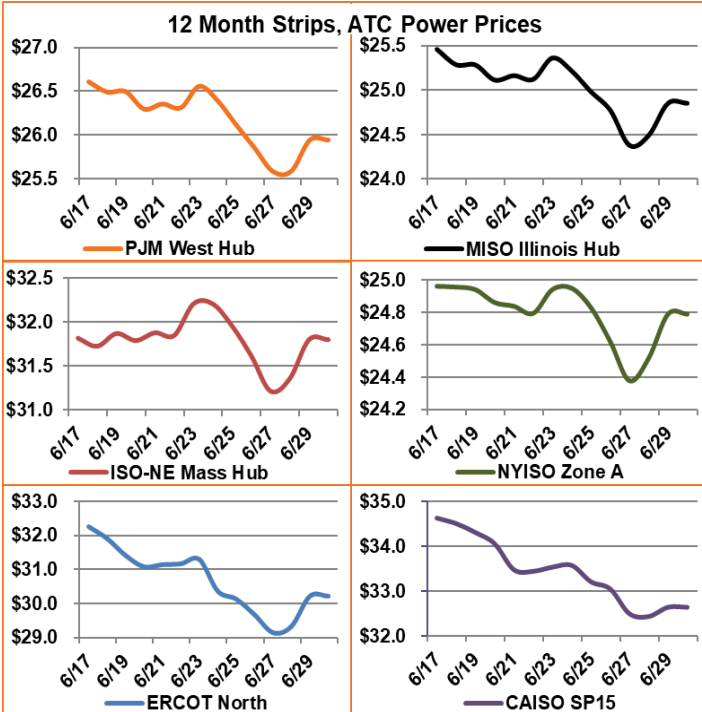 12 Month Strips, ATC Power Prices
$27.0
$26.5
$26.0
$25.5
6/17 6/19 6/21 6/23 6/25 6/27 6/29
PJM West Hub
$25.5
$25.0
$24.5
$24.0
6/17 6/19 6/21 6/23 6/25 6/27 6/29
MISO Illinois Hub
$32.5
$32.0
$31.5
$31.0
6/17 6/19 6/21 6/23 6/25 6/27 6/29
ISO-NE Mass Hub
$25.0
$24.8
$24.6
$24.4
$24.2
6/17 6/19 6/21 6/23 6/25 6/27 6/29
NYISO Zone A
$33.0
$32.0
$31.0
$30.0
$29.0
6/17 6/19 6/21 6/23 6/25 6/27 6/29
ERCOT North
$35.0
$34.0
$33.0
$32.0
6/17 6/19 6/21 6/23 6/25 6/27 6/29
CAISO SP15